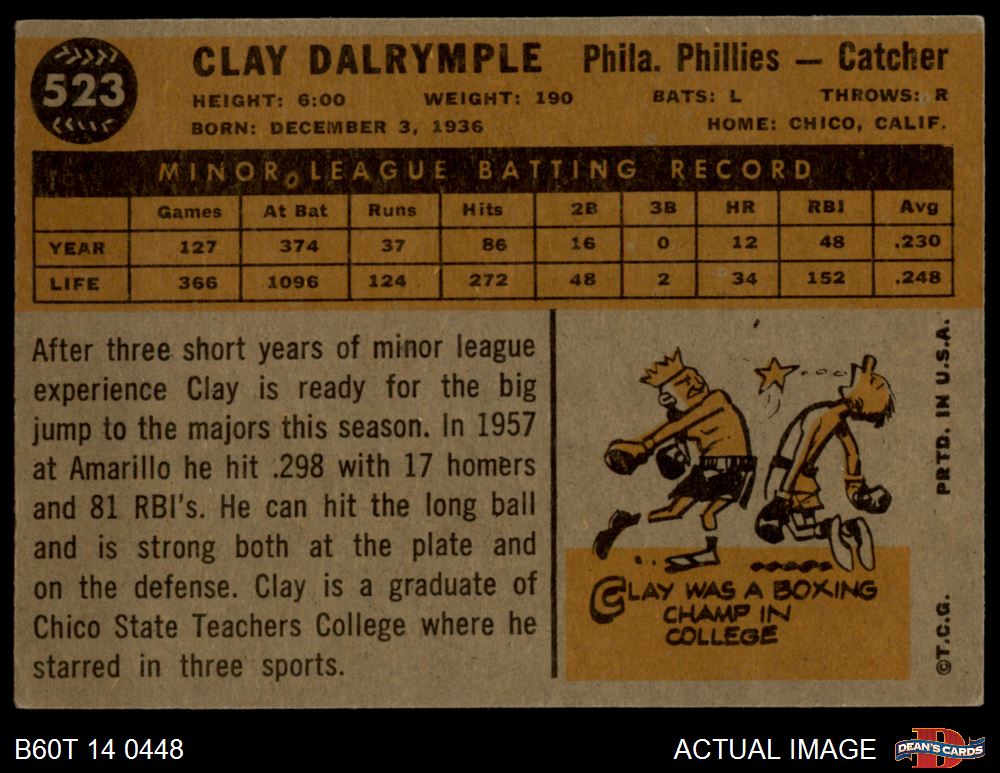 523
CLAY DALRYMPLE Phila. Phillies — Catcher
HEIGHT: 6:00 WEIGHT: 190 BATS: L THROWS: R
BORN: DECEMBER 3, 1936 HOME: CHICO, CALIF.
MINOR LEAGUE BATTING RECORD
Games At Bat Runs Hits 2B 3B HR RBI Avg
YEAR 127 374 37 86 16 0 12 48 .230
LIFE 366 1096 124 272 48 2 34 152 .248
After three short years of minor league
experience Clay is ready for the big
jump to the majors this season. In 1957
at Amarillo he hit .298 with 17 homers
and 81 RBI's. He can hit the long ball
and is strong both at the plate and
on the defense. Clay is a graduate of
Chico State Teachers College where he
starred in three sports.
CLAY WAS A BOXING
CHAMP IN
COLLEGE
©T.C.G. PRTD. IN U.S.A.
B60T 14 0448
ACTUAL IMAGE
D
DEAN'S CARDS